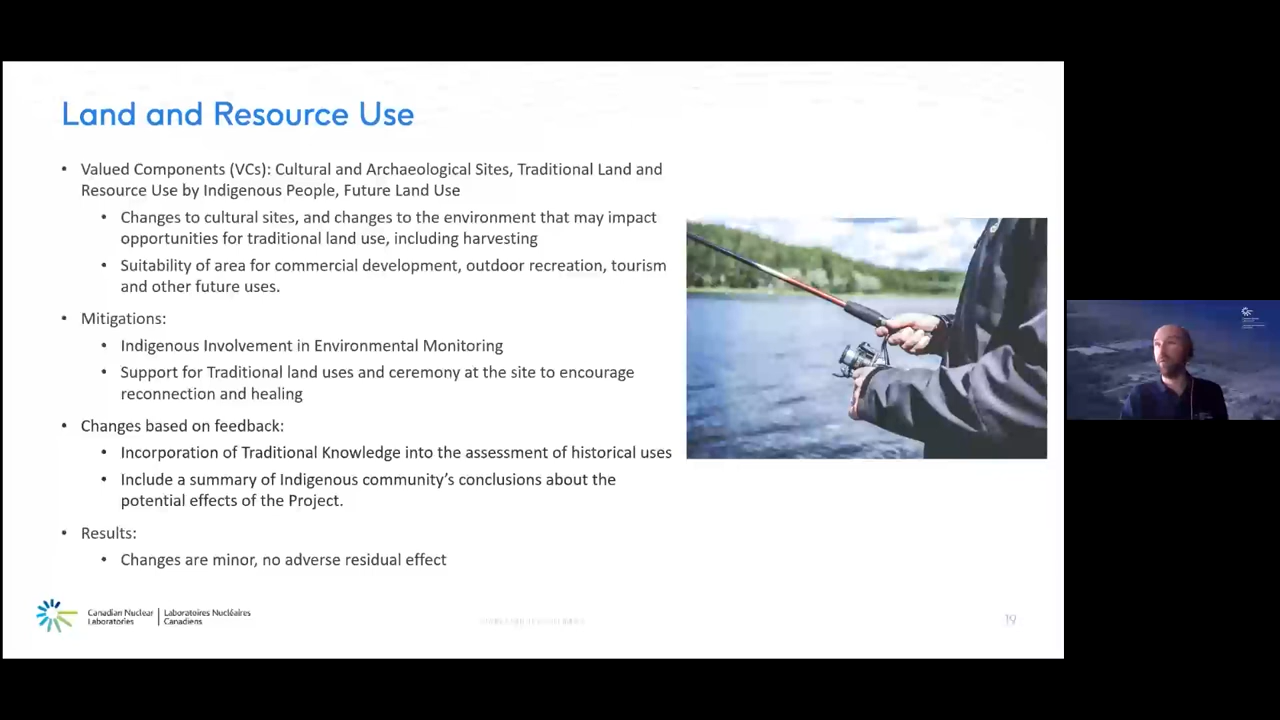 Land and Resource Use
• Valued Components (VCs): Cultural and Archaeological Sites, Traditional Land and
Resource Use by Indigenous People, Future Land Use
• Changes to cultural sites, and changes to the environment that may impact
opportunities for traditional land use, including harvesting
• Suitability of area for commercial development, outdoor recreation, tourism
and other future uses.
• Mitigations:
• Indigenous Involvement in Environmental Monitoring
• Support for Traditional land uses and ceremony at the site to encourage
reconnection and healing
• Changes based on feedback:
• Incorporation of Traditional Knowledge into the assessment of historical uses
• Include a summary of Indigenous community’s conclusions about the
potential effects of the Project.
• Results:
• Changes are minor, no adverse residual effect
Canadian Nuclear
Laboratories
Laboratoires Nucléaires
Canadiens
19